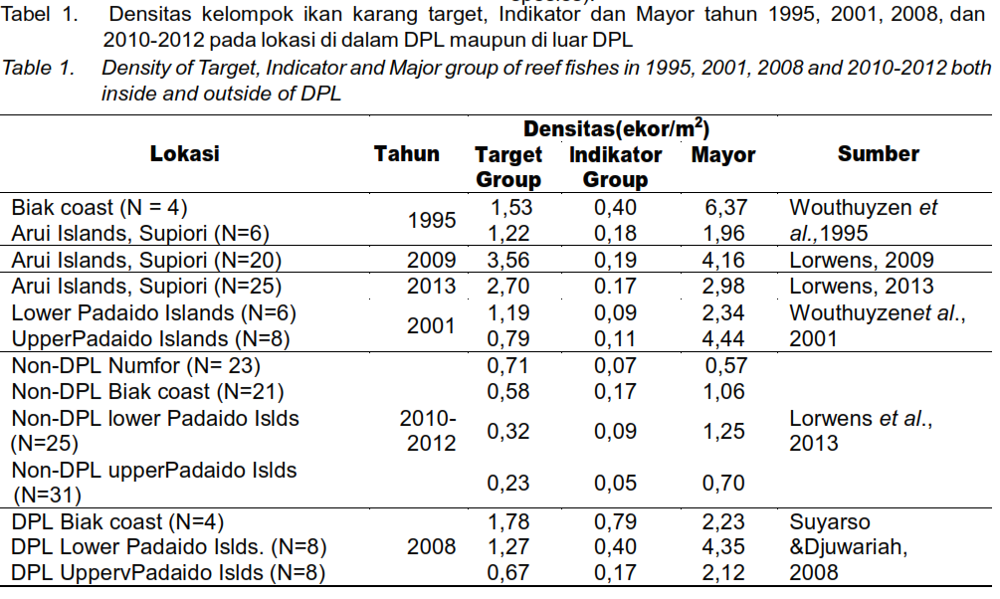 Tabel 1. Densitas kelompok ikan karang target, Indikator dan Mayor tahun 1995, 2001, 2008, dan
2010-2012 pada lokasi di dalam DPL maupun di luar DPL
Table 1. Density of Target, Indicator and Major group of reef fishes in 1995, 2001, 2008 and 2010-2012 both
inside and outside of DPL
Densitas(ekor/m²)
Lokasi Tahun Target Indikator Mayor Sumber
Group Group
Biak coast (N = 4) 1995 1,53 0,40 6,37 Wouthuyzen et
Arui Islands, Supiori (N=6) 1,22 0,18 1,96 al.,1995
Arui Islands, Supiori (N=20) 2009 3,56 0,19 4,16 Lorwens, 2009
Arui Islands, Supiori (N=25) 2013 2,70 0.17 2,98 Lorwens, 2013
Lower Padaido Islands (N=6) 2001 1,19 0,09 2,34 Wouthuyzenet al.,
UpperPadaido Islands (N=8) 0,79 0,11 4,44 2001
Non-DPL Numfor (N= 23) 0,71 0,07 0,57
Non-DPL Biak coast (N=21) 0,58 0,17 1,06
Non-DPL lower Padaido Islds 2010- 0,32 0,09 1,25 Lorwens et al.,
(N=25) 2012 2013
Non-DPL upperPadaido Islds 0,23 0,05 0,70
(N=31)
DPL Biak coast (N=4) 1,78 0,79 2,23 Suyarso
DPL Lower Padaido Islds. (N=8) 2008 1,27 0,40 4,35 &Djuwariah,
DPL UppervPadaido Islds (N=8) 0,67 0,17 2,12 2008